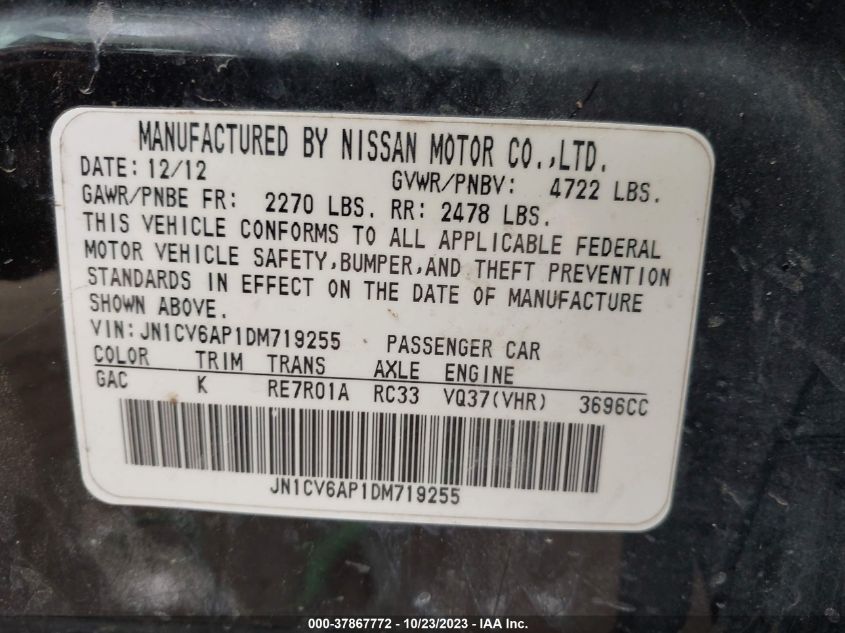 MANUFACTURED BY NISSAN MOTOR CO.,LTD.
DATE: 12/12 GVWR/PNBV: 4722 LBS.
GAWR/PNBE FR: 2270 LBS. RR: 2478 LBS.
THIS VEHICLE CONFORMS TO ALL APPLICABLE FEDERAL
MOTOR VEHICLE SAFETY,BUMPER,AND THEFT PREVENTION
STANDARDS IN EFFECT ON THE DATE OF MANUFACTURE
SHOWN ABOVE.
VIN: JN1CV6AP1DM719255 PASSENGER CAR
COLOR TRIM TRANS AXLE ENGINE
GAC K RE7R01A RC33 VQ37(VHR) 3696CC
JN1CV6AP1DM719255
000-37867772 - 10/23/2023 - IAA Inc.